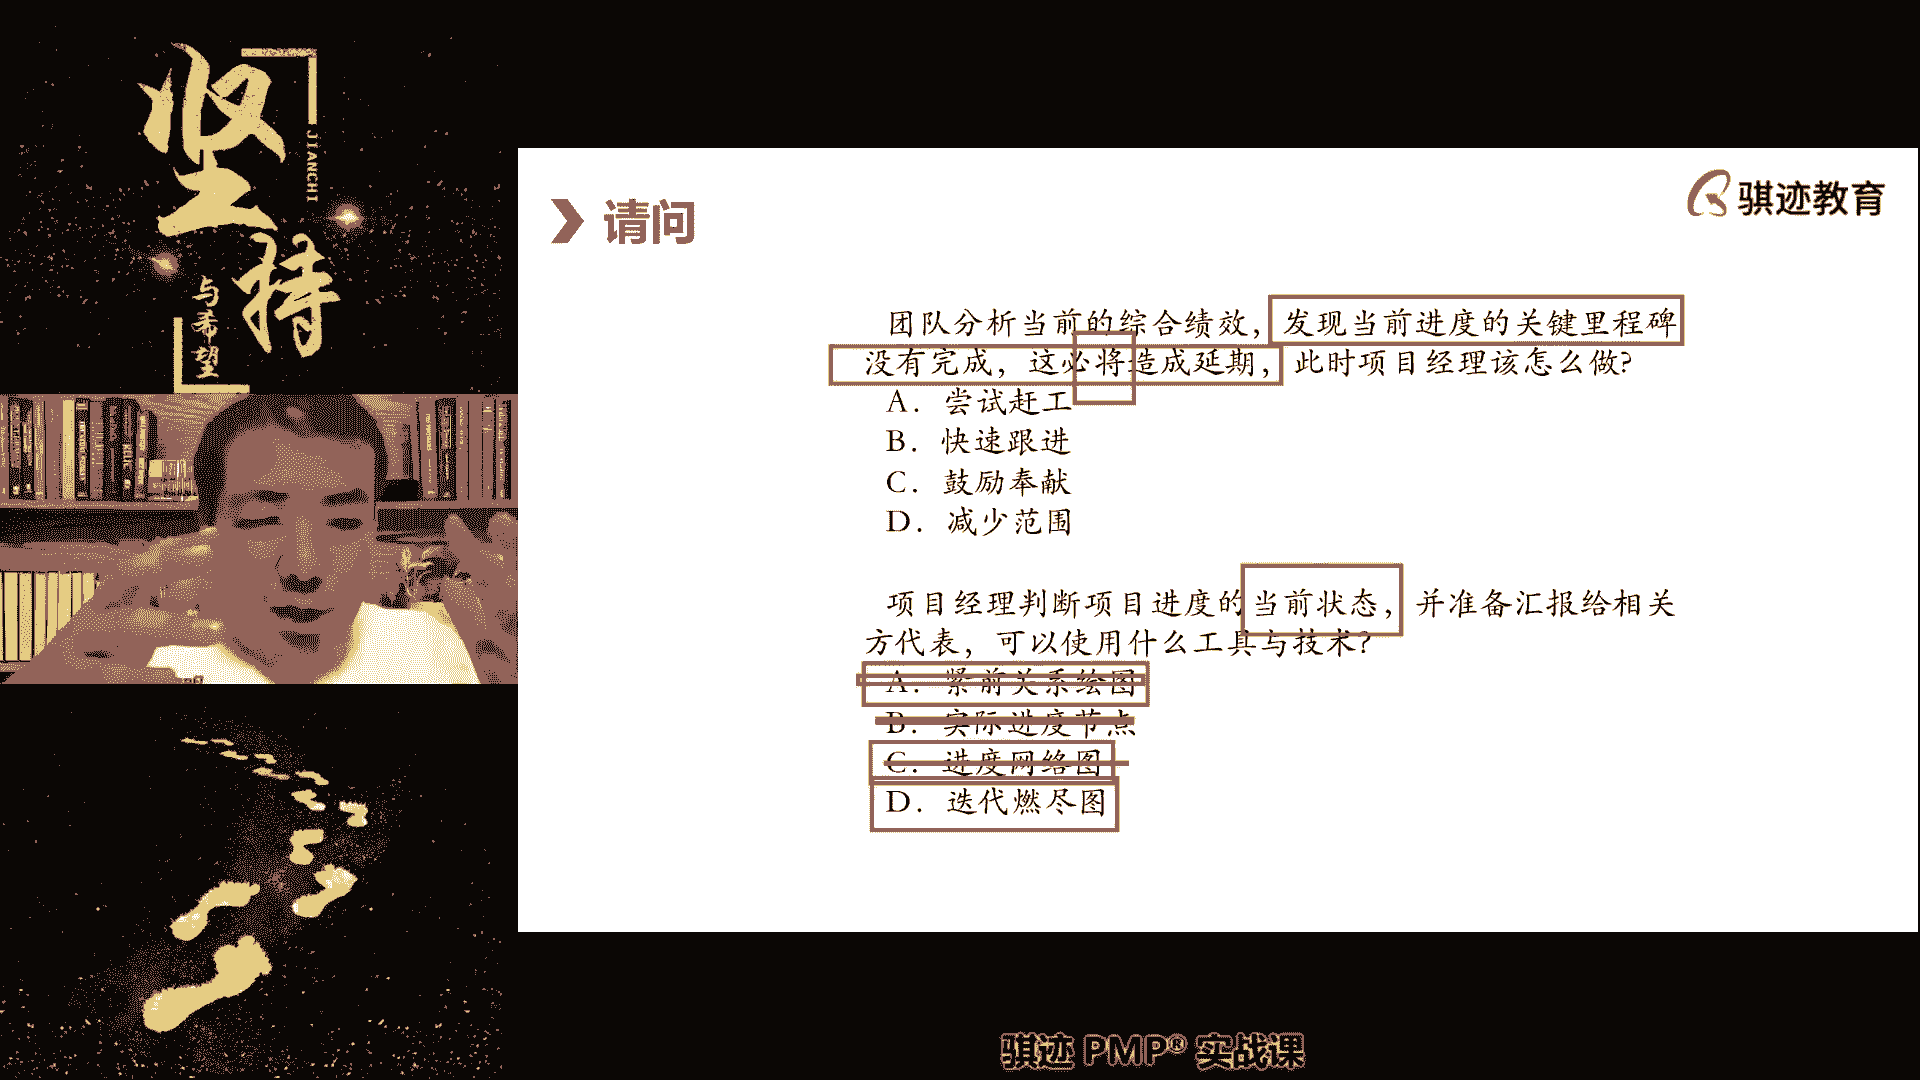 坚持
JIANCHI
与希望
骐迹教育
请问
团队分析当前的综合绩效，发现当前进度的关键里程碑
没有完成，这必将造成延期，此时项目经理该怎么做?
A. 尝试赶工
B. 快速跟进
C. 鼓励奉献
D. 减少范围
项目经理判断项目进度的当前状态，并准备汇报给相关
方代表，可以使用什么工具与技术?
A. 紧前关系绘图
B. 实际进度节点
C. 进度网络图
D. 迭代燃尽图
骐迹 PMP® 实战课